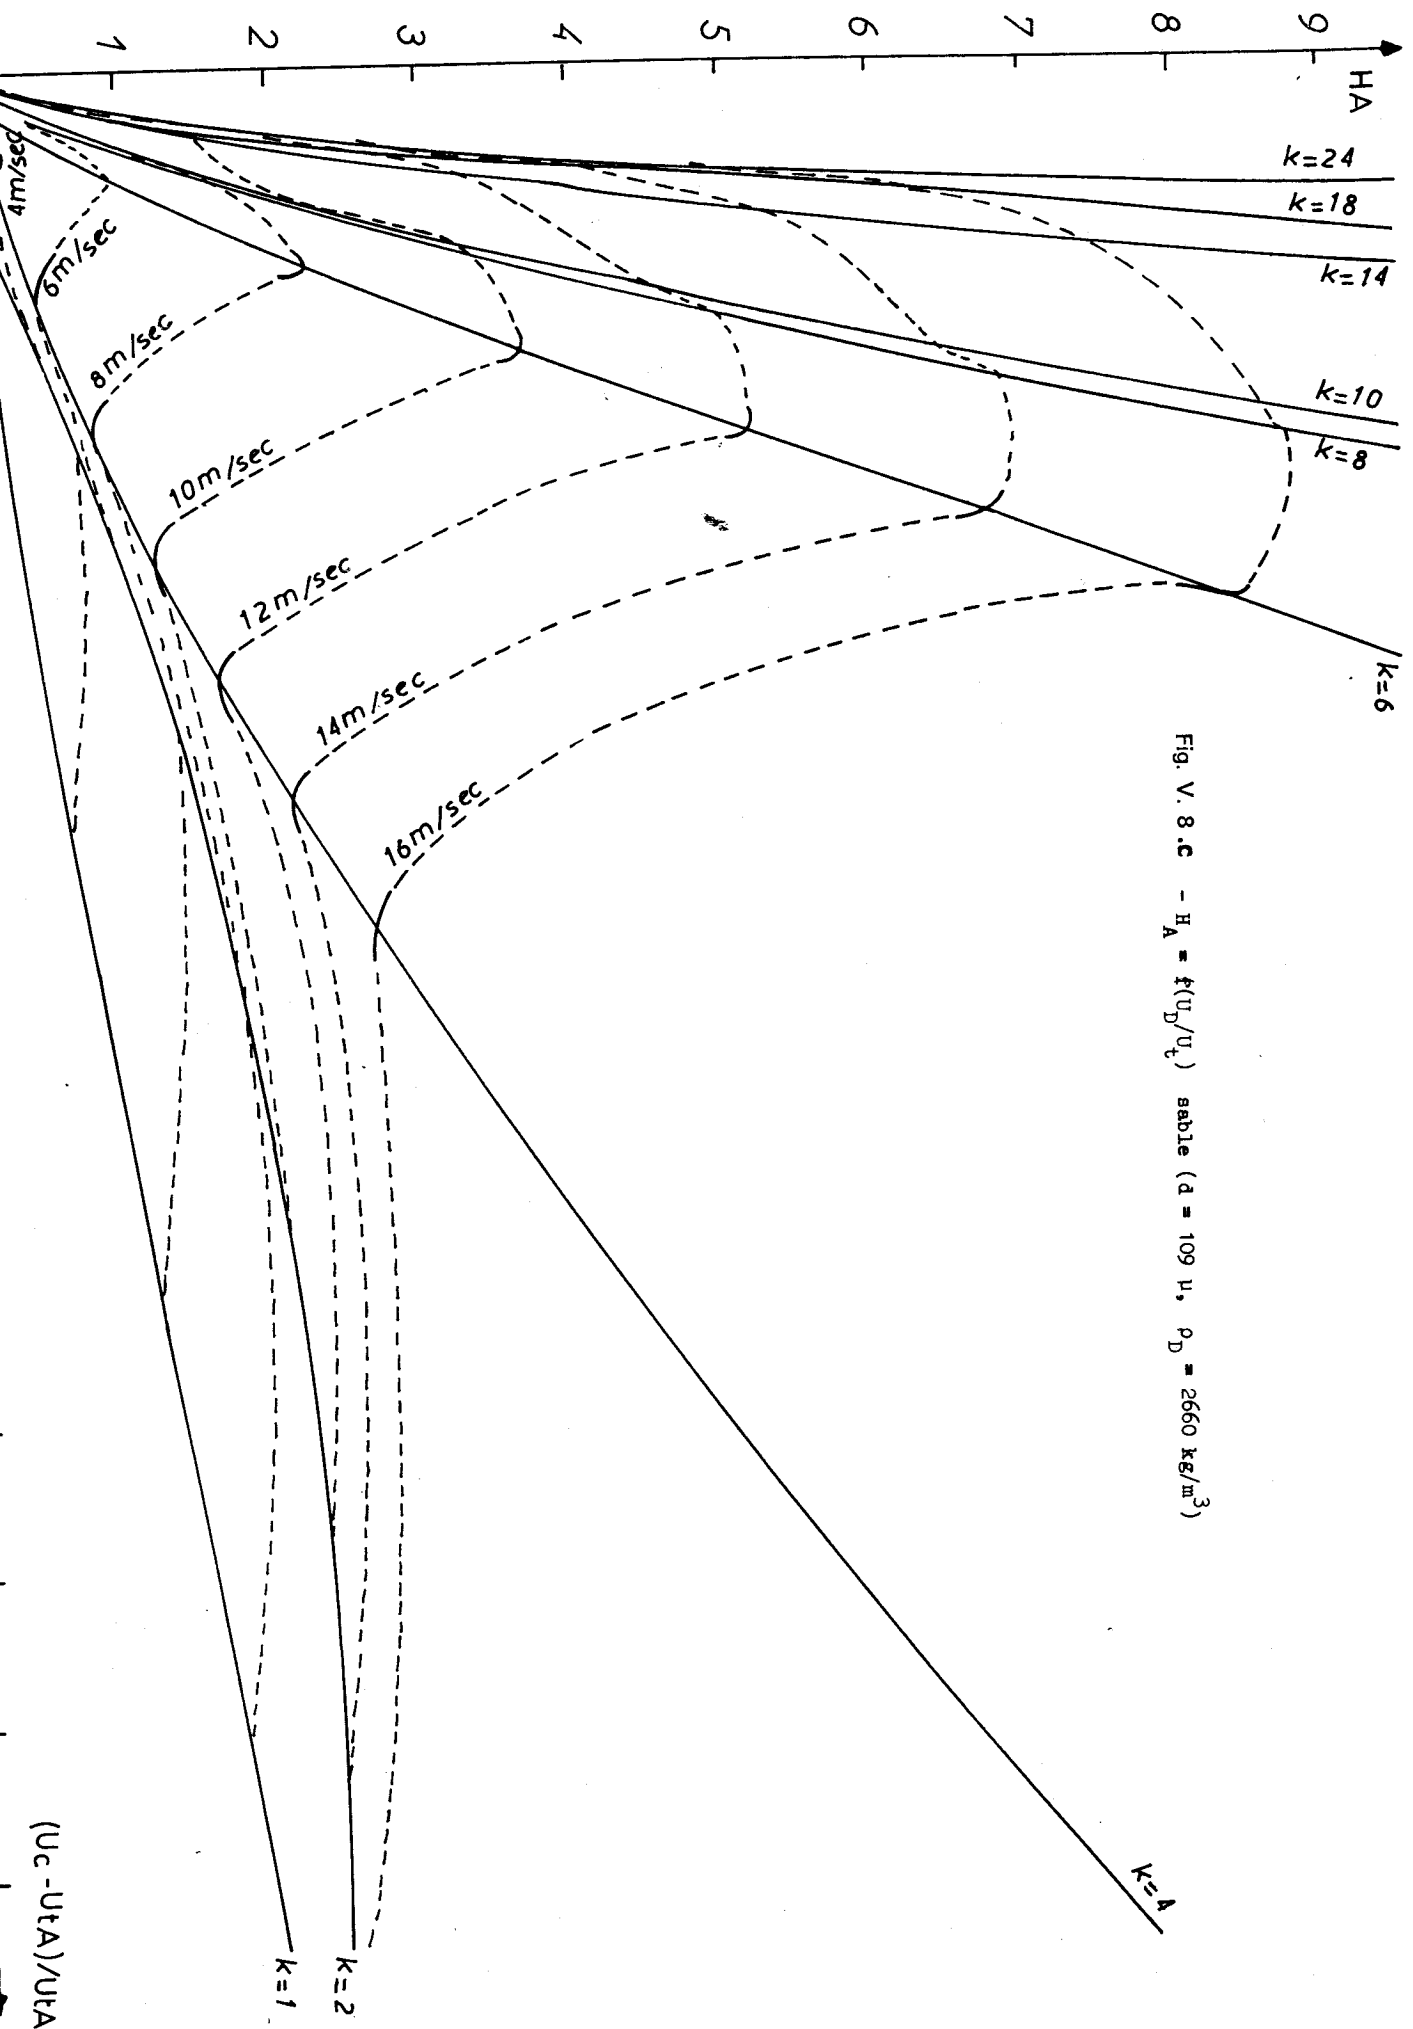 HA
9
8
7
6
5
4
3
2
1
k=24
k=18
k=14
k=10
k=8
k=6
k=4
k=2
k=1
4m/sec
6m/sec
8m/sec
10m/sec
12m/sec
14m/sec
16m/sec
(Uc-UtA)/UtA
Fig. V. 8.C - H_A = f(U_D/U_t) sable (d = 109 µ, ρ_D = 2660 kg/m³)